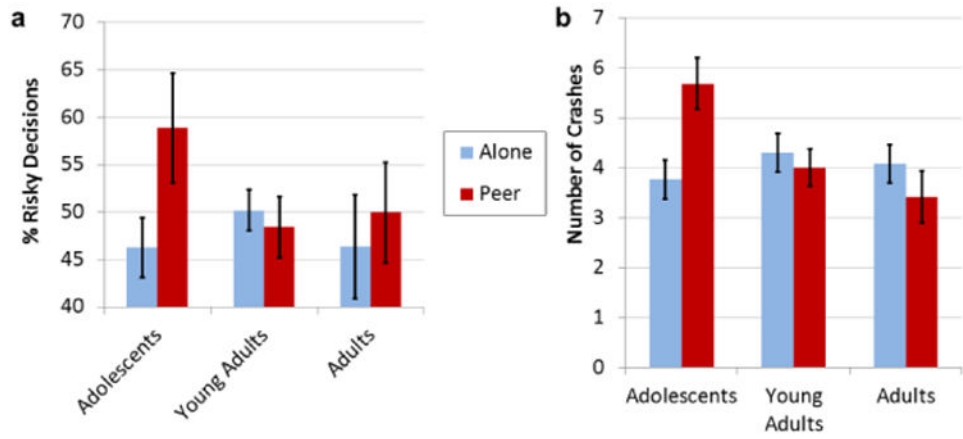 a
% Risky Decisions
70
65
60
55
50
45
40
Adolescents
Young Adults
Adults
Alone
Peer
b
Number of Crashes
7
6
5
4
3
2
1
0
Adolescents
Young
Adults
Adults